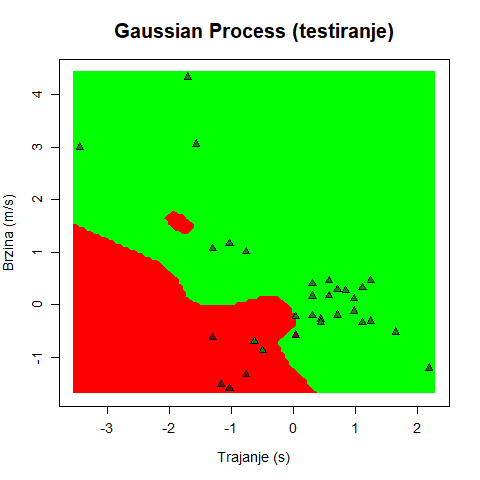 Gaussian Process (testiranje)
Brzina (m/s)
4
3
2
1
0
-1
-3 -2 -1 0 1 2
Trajanje (s)